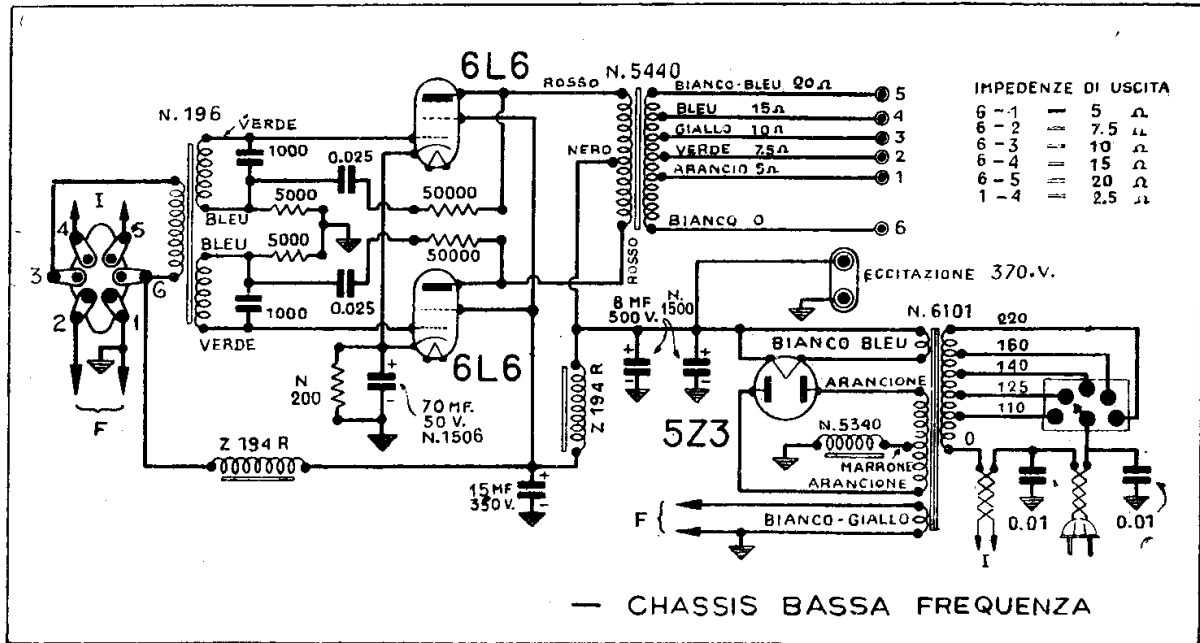 6L6
N.5440
ROSSO
BIANCO-BLEU 20Ω
5
BLEU 15Ω
4
GIALLO 10Ω
3
NERO
VERDE 7.5Ω
2
ARANCIO 5Ω
1
BIANCO 0
6
ROSSO
IMPEDENZE DI USCITA
6-1 = 5 Ω
6-2 = 7.5 Ω
6-3 = 10 Ω
6-4 = 15 Ω
6-5 = 20 Ω
1-4 = 2.5 Ω
N.196
VERDE
1000
0.025
5000
50000
BLEU
BLEU
5000
50000
0.025
1000
VERDE
I
4
5
3
6
2
1
F
6L6
N
200
70 MF.
50 V.
N.1506
Z 194 R
15 MF
350 V.
Z 194 R
8 MF
500 V.
N.
1500
ECCITAZIONE 370.V.
N.6101
BIANCO BLEU
ARANCIONE
5Z3
N.5340
MARRONE
ARANCIONE
F
BIANCO-GIALLO
220
160
140
125
110
0
0.01
0.01
I
— CHASSIS BASSA FREQUENZA